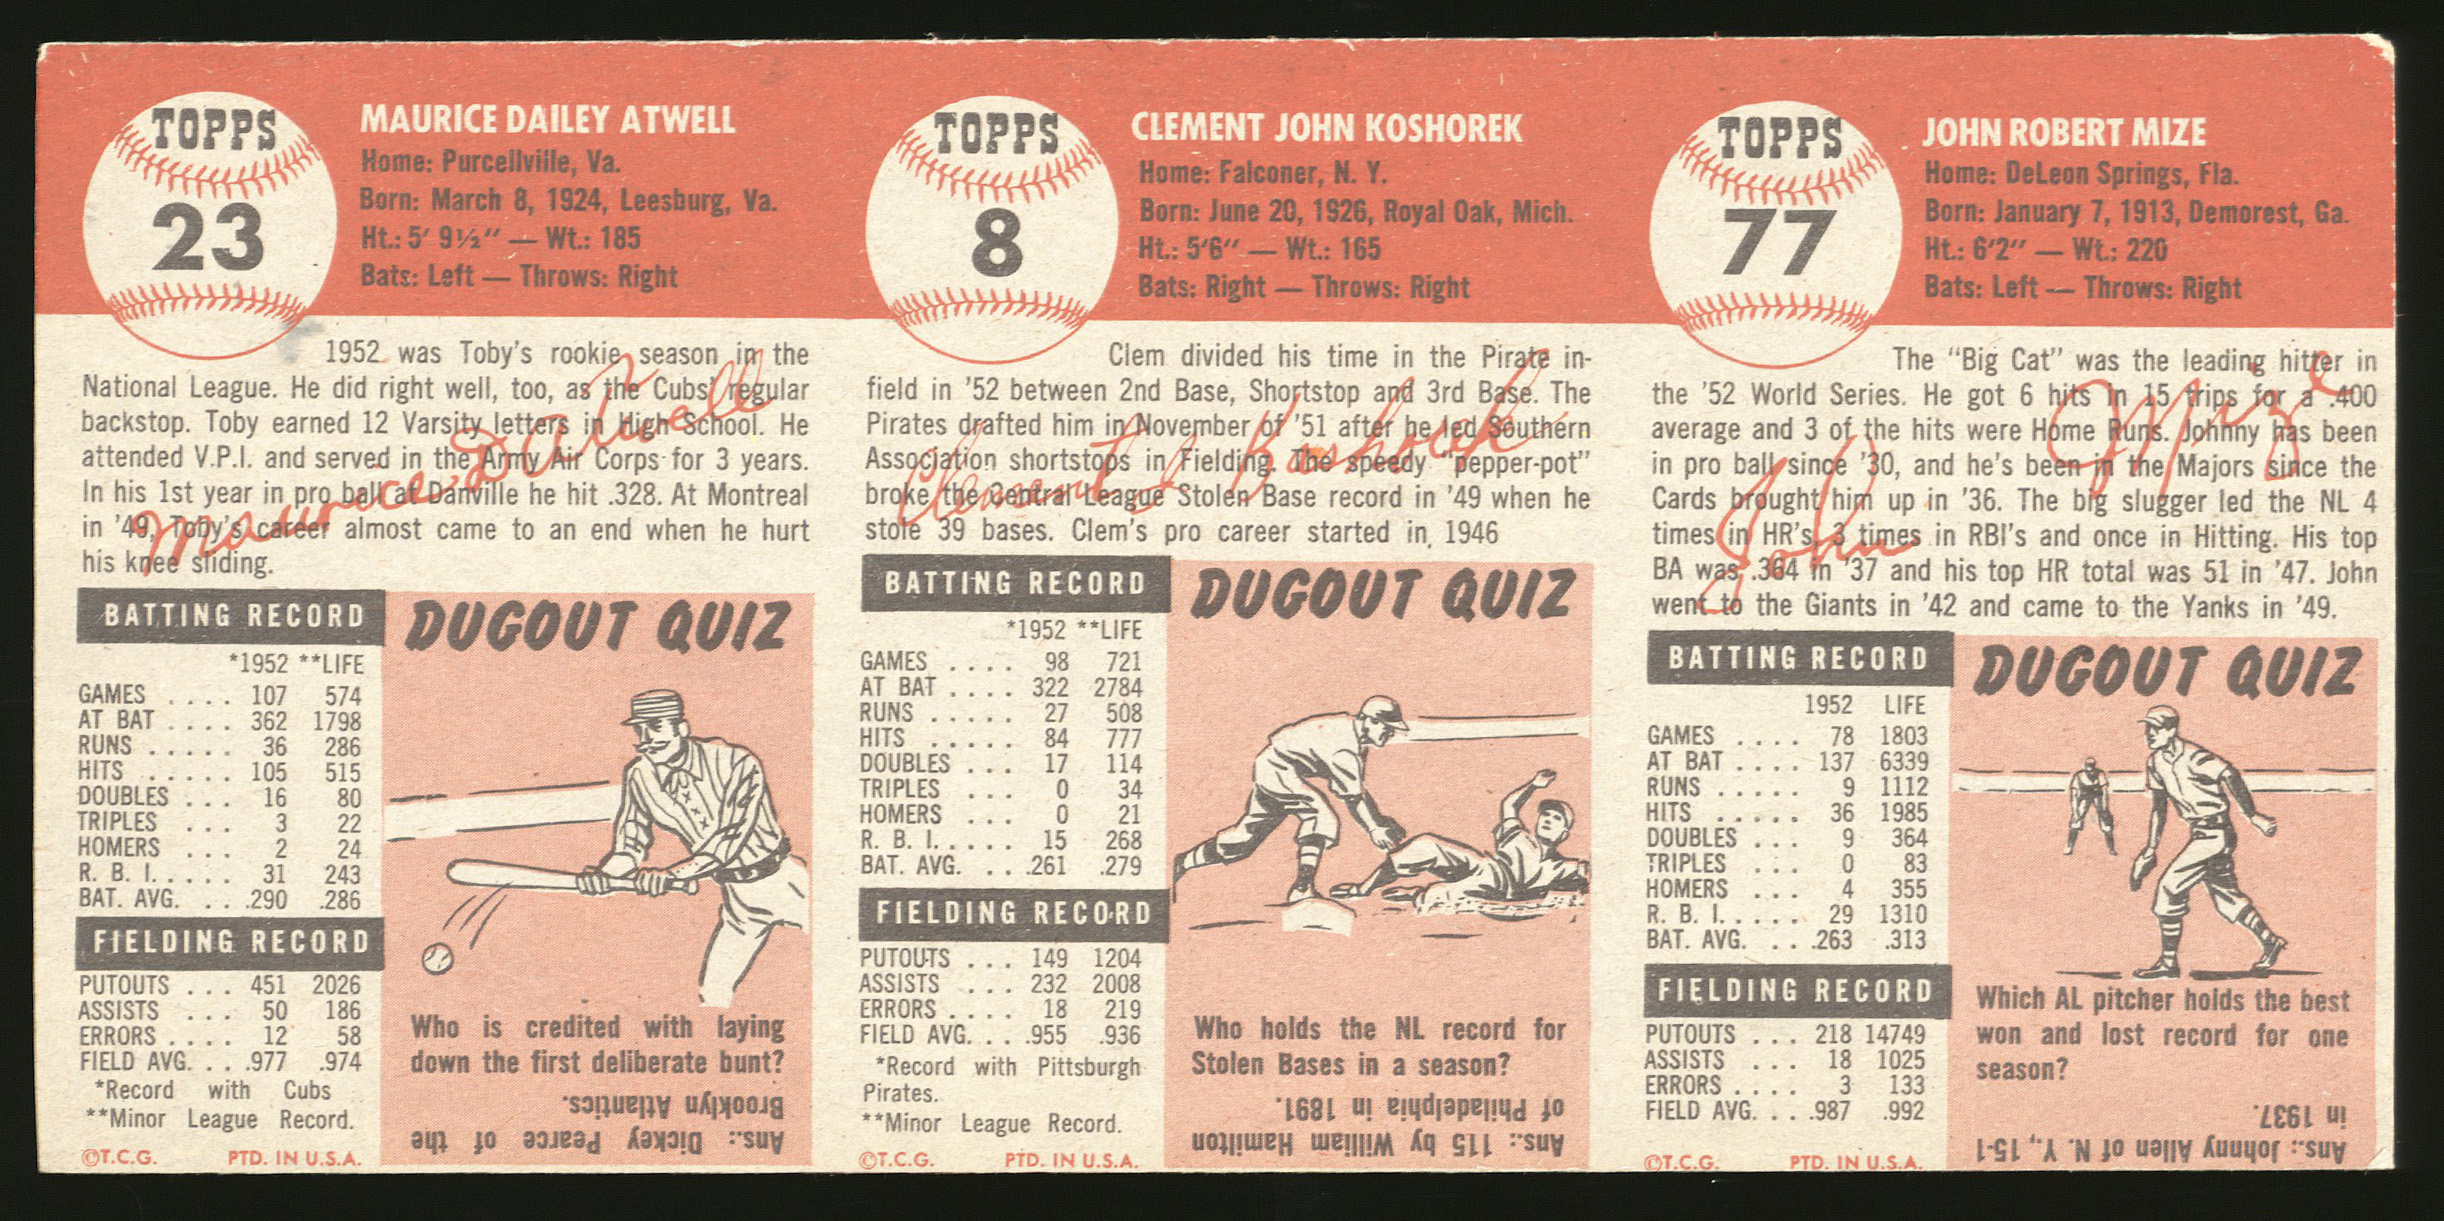 TOPPS
23
MAURICE DAILEY ATWELL
Home: Purcellville, Va.
Born: March 8, 1924, Leesburg, Va.
Ht.: 5' 9½" — Wt.: 185
Bats: Left — Throws: Right
1952 was Toby's rookie season in the
National League. He did right well, too, as the Cubs' regular
backstop. Toby earned 12 Varsity letters in High School. He
attended V.P.I. and served in the Army Air Corps for 3 years.
In his 1st year in pro ball at Danville he hit .328. At Montreal
in '49, Toby's career almost came to an end when he hurt
his knee sliding.
Maurice D Atwell
BATTING RECORD
*1952 **LIFE
GAMES .... 107 574
AT BAT .... 362 1798
RUNS ..... 36 286
HITS ...... 105 515
DOUBLES ... 16 80
TRIPLES ... 3 22
HOMERS ... 2 24
R. B. I..... 31 243
BAT. AVG. ...290 .286
FIELDING RECORD
PUTOUTS ... 451 2026
ASSISTS ... 50 186
ERRORS .... 12 58
FIELD AVG. ...977 .974
*Record with Cubs
**Minor League Record.
©T.C.G. PTD. IN U.S.A.
DUGOUT QUIZ
Who is credited with laying
down the first deliberate bunt?
Ans.: Dickey Pearce of the
Brooklyn Atlantics.
TOPPS
8
CLEMENT JOHN KOSHOREK
Home: Falconer, N. Y.
Born: June 20, 1926, Royal Oak, Mich.
Ht.: 5'6" — Wt.: 165
Bats: Right — Throws: Right
Clem divided his time in the Pirate in-
field in '52 between 2nd Base, Shortstop and 3rd Base. The
Pirates drafted him in November of '51 after he led Southern
Association shortstops in Fielding. The speedy "pepper-pot"
broke the Central League Stolen Base record in '49 when he
stole 39 bases. Clem's pro career started in 1946
Clement J Koshorek
BATTING RECORD
*1952 **LIFE
GAMES .... 98 721
AT BAT .... 322 2784
RUNS ..... 27 508
HITS ..... 84 777
DOUBLES ... 17 114
TRIPLES ... 0 34
HOMERS ... 0 21
R. B. I..... 15 268
BAT. AVG. ...261 .279
FIELDING RECORD
PUTOUTS ... 149 1204
ASSISTS ... 232 2008
ERRORS .... 18 219
FIELD AVG. ...955 .936
*Record with Pittsburgh
Pirates.
**Minor League Record.
©T.C.G. PTD. IN U.S.A.
DUGOUT QUIZ
Who holds the NL record for
Stolen Bases in a season?
Ans.: 115 by William Hamilton
of Philadelphia in 1891.
TOPPS
77
JOHN ROBERT MIZE
Home: DeLeon Springs, Fla.
Born: January 7, 1913, Demorest, Ga.
Ht.: 6'2" — Wt.: 220
Bats: Left — Throws: Right
The "Big Cat" was the leading hitter in
the '52 World Series. He got 6 hits in 15 trips for a .400
average and 3 of the hits were Home Runs. Johnny has been
in pro ball since '30, and he's been in the Majors since the
Cards brought him up in '36. The big slugger led the NL 4
times in HR's, 3 times in RBI's and once in Hitting. His top
BA was .364 in '37 and his top HR total was 51 in '47. John
went to the Giants in '42 and came to the Yanks in '49.
John Mize
BATTING RECORD
1952 LIFE
GAMES .... 78 1803
AT BAT .... 137 6339
RUNS ..... 9 1112
HITS ..... 36 1985
DOUBLES ... 9 364
TRIPLES ... 0 83
HOMERS ... 4 355
R. B. I..... 29 1310
BAT. AVG. ...263 .313
FIELDING RECORD
PUTOUTS ... 218 14749
ASSISTS ... 18 1025
ERRORS .... 3 133
FIELD AVG. ...987 .992
©T.C.G. PTD. IN U.S.A.
DUGOUT QUIZ
Which AL pitcher holds the best
won and lost record for one
season?
Ans.: Johnny Allen of N. Y., 15-1
in 1937.